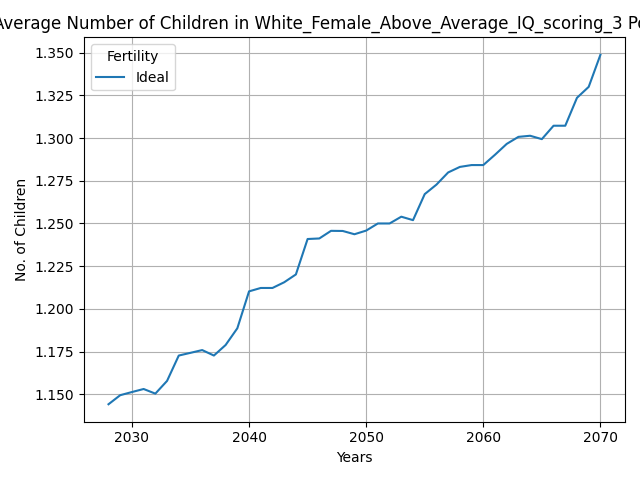 Average Number of Children in White_Female_Above_Average_IQ_scoring_3 Po
Fertility
Ideal
No. of Children
1.350
1.325
1.300
1.275
1.250
1.225
1.200
1.175
1.150
2030 2040 2050 2060 2070
Years